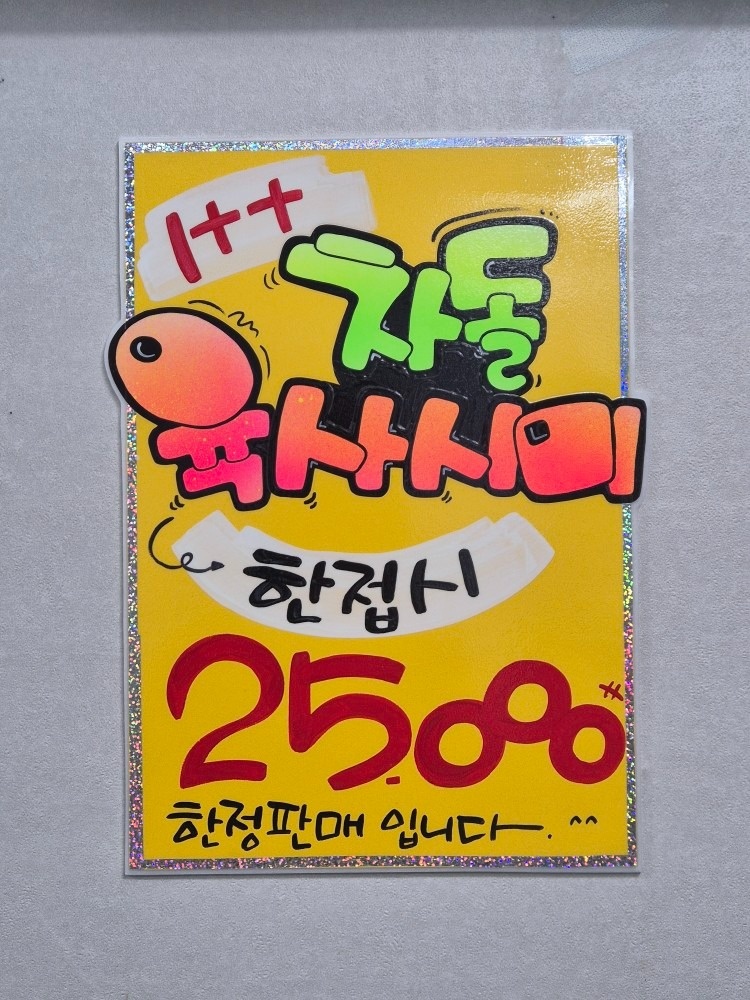 1++
차돌
육사시미
한접시
25.000₩
한정판매 입니다. ^^